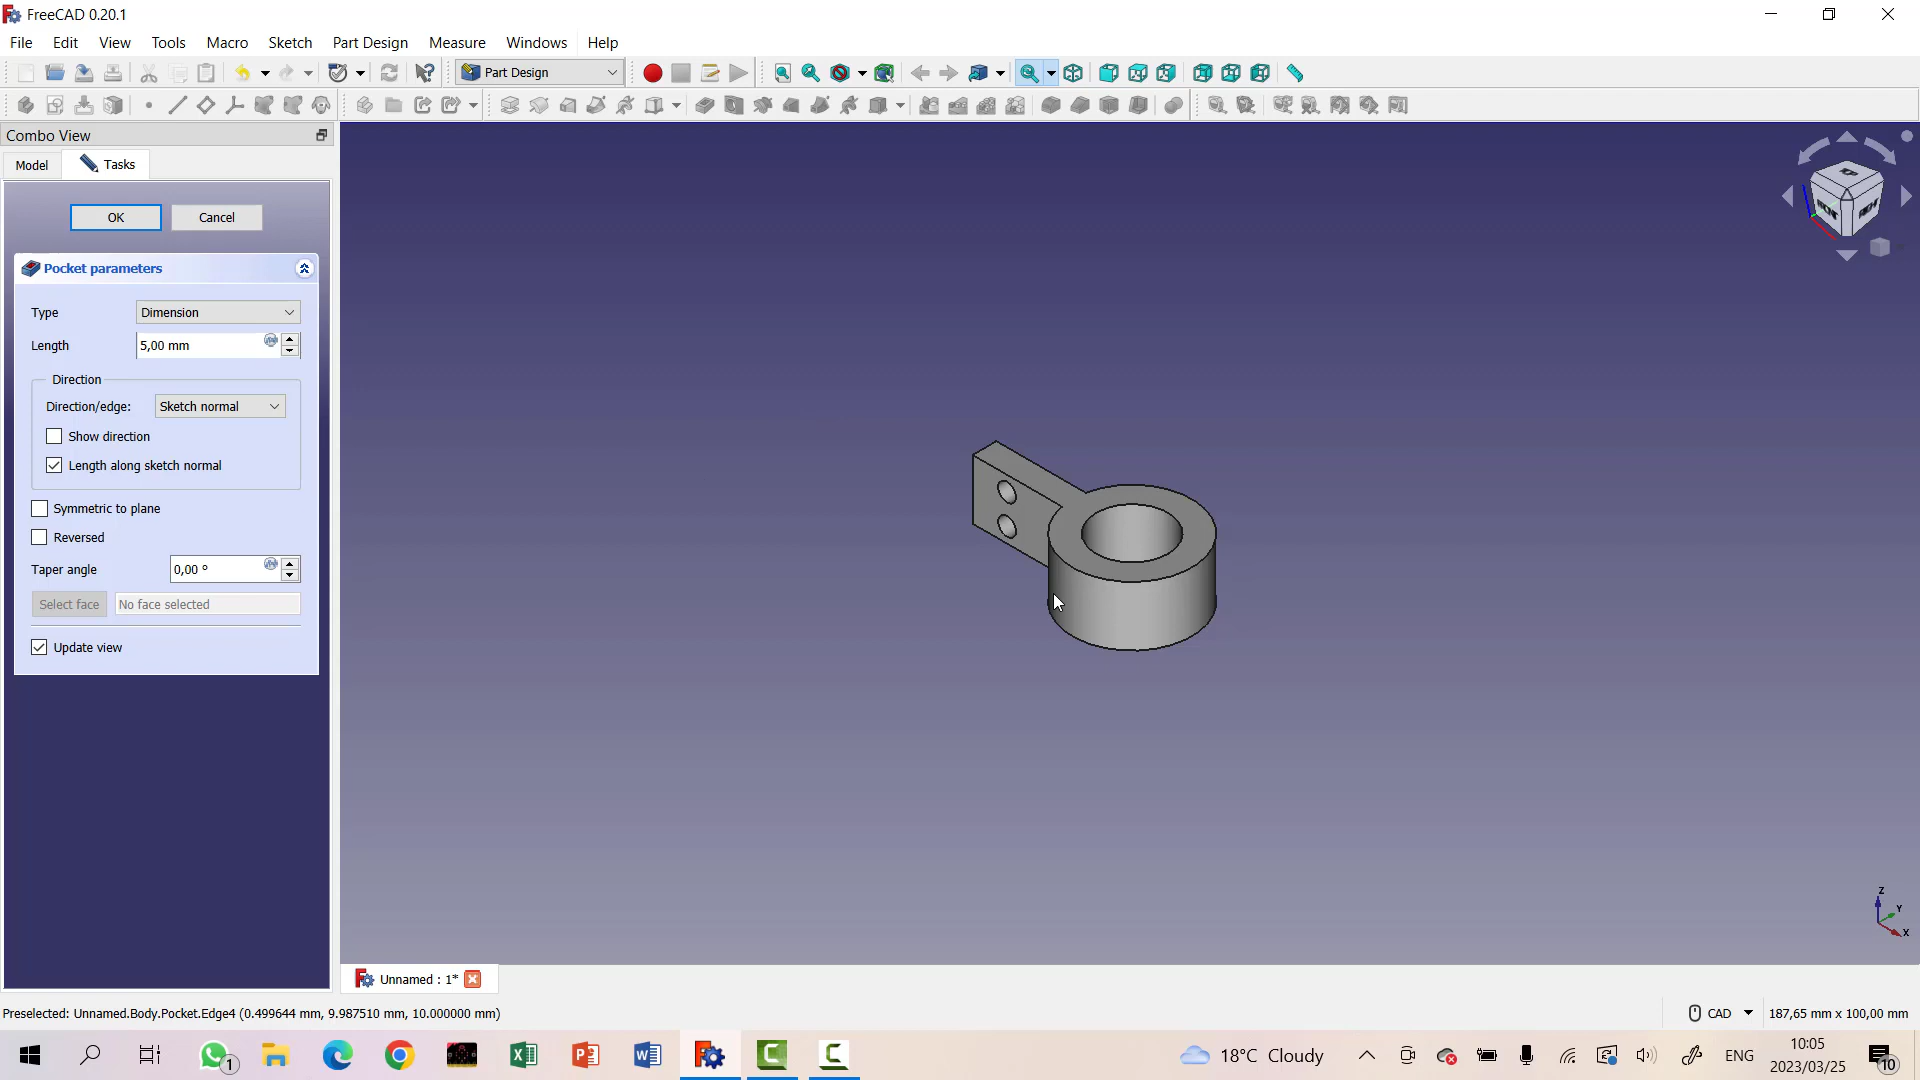 FreeCAD 0.20.1
File Edit View Tools Macro Sketch Part Design Measure Windows Help
Part Design
Combo View
Model Tasks
OK Cancel
Pocket parameters
Type Dimension
Length 5,00 mm
Direction
Direction/edge: Sketch normal
Show direction
Length along sketch normal
Symmetric to plane
Reversed
Taper angle 0,00 °
Select face No face selected
Update view
Z
Y
X
Unnamed : 1*
Preselected: Unnamed.Body.Pocket.Edge4 (0.499644 mm, 9.987510 mm, 10.000000 mm)
CAD 187,65 mm x 100,00 mm
1
18°C Cloudy
ENG
10:05
2023/03/25
10